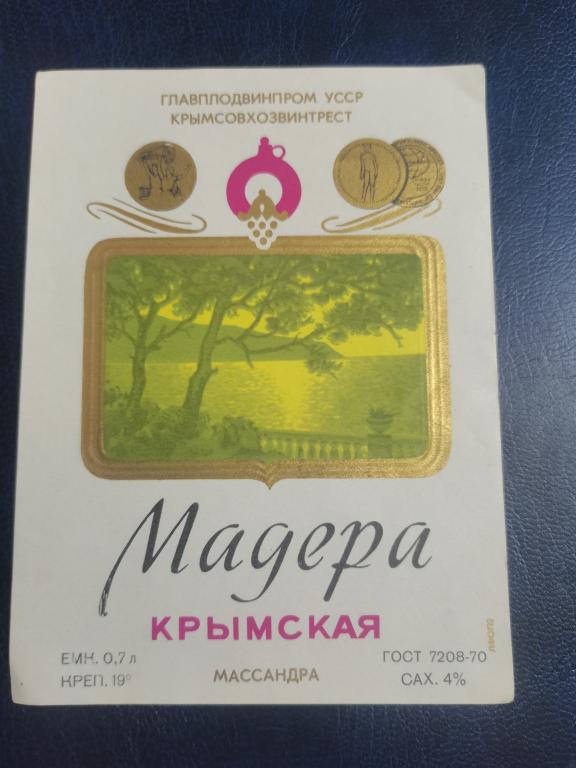 ГЛАВПЛОДВИНПРОМ УССР
КРЫМСОВХОЗВИНТРЕСТ
Мадера
КРЫМСКАЯ
ЕМК. 0,7 л
КРЕП. 19°
МАССАНДРА
ГОСТ 7208-70
САХ. 4%